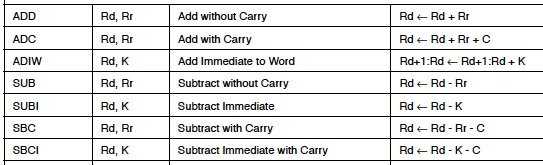 ADD Rd, Rr Add without Carry Rd ← Rd + Rr
ADC Rd, Rr Add with Carry Rd ← Rd + Rr + C
ADIW Rd, K Add Immediate to Word Rd+1:Rd ← Rd+1:Rd + K
SUB Rd, Rr Subtract without Carry Rd ← Rd - Rr
SUBI Rd, K Subtract Immediate Rd ← Rd - K
SBC Rd, Rr Subtract with Carry Rd ← Rd - Rr - C
SBCI Rd, K Subtract Immediate with Carry Rd ← Rd - K - C